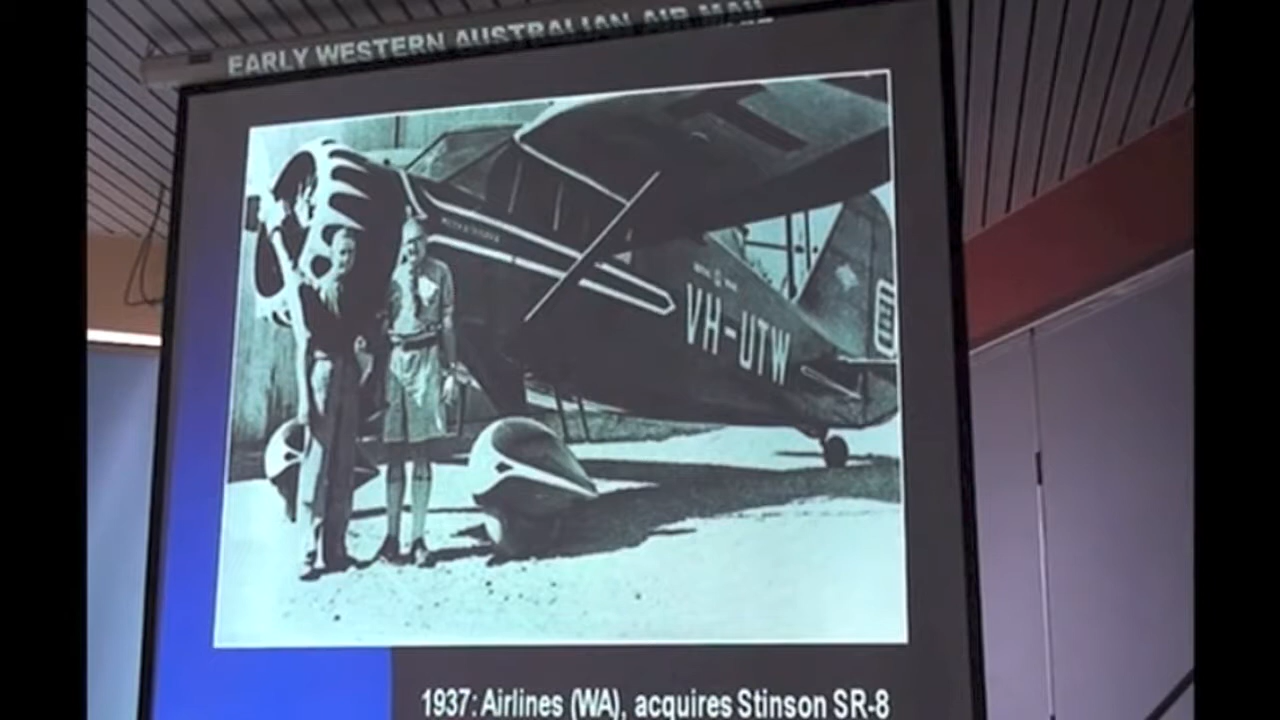 EARLY WESTERN AUSTRALIAN AIR MAIL
VH-UTW
1937: Airlines (WA), acquires Stinson SR-8